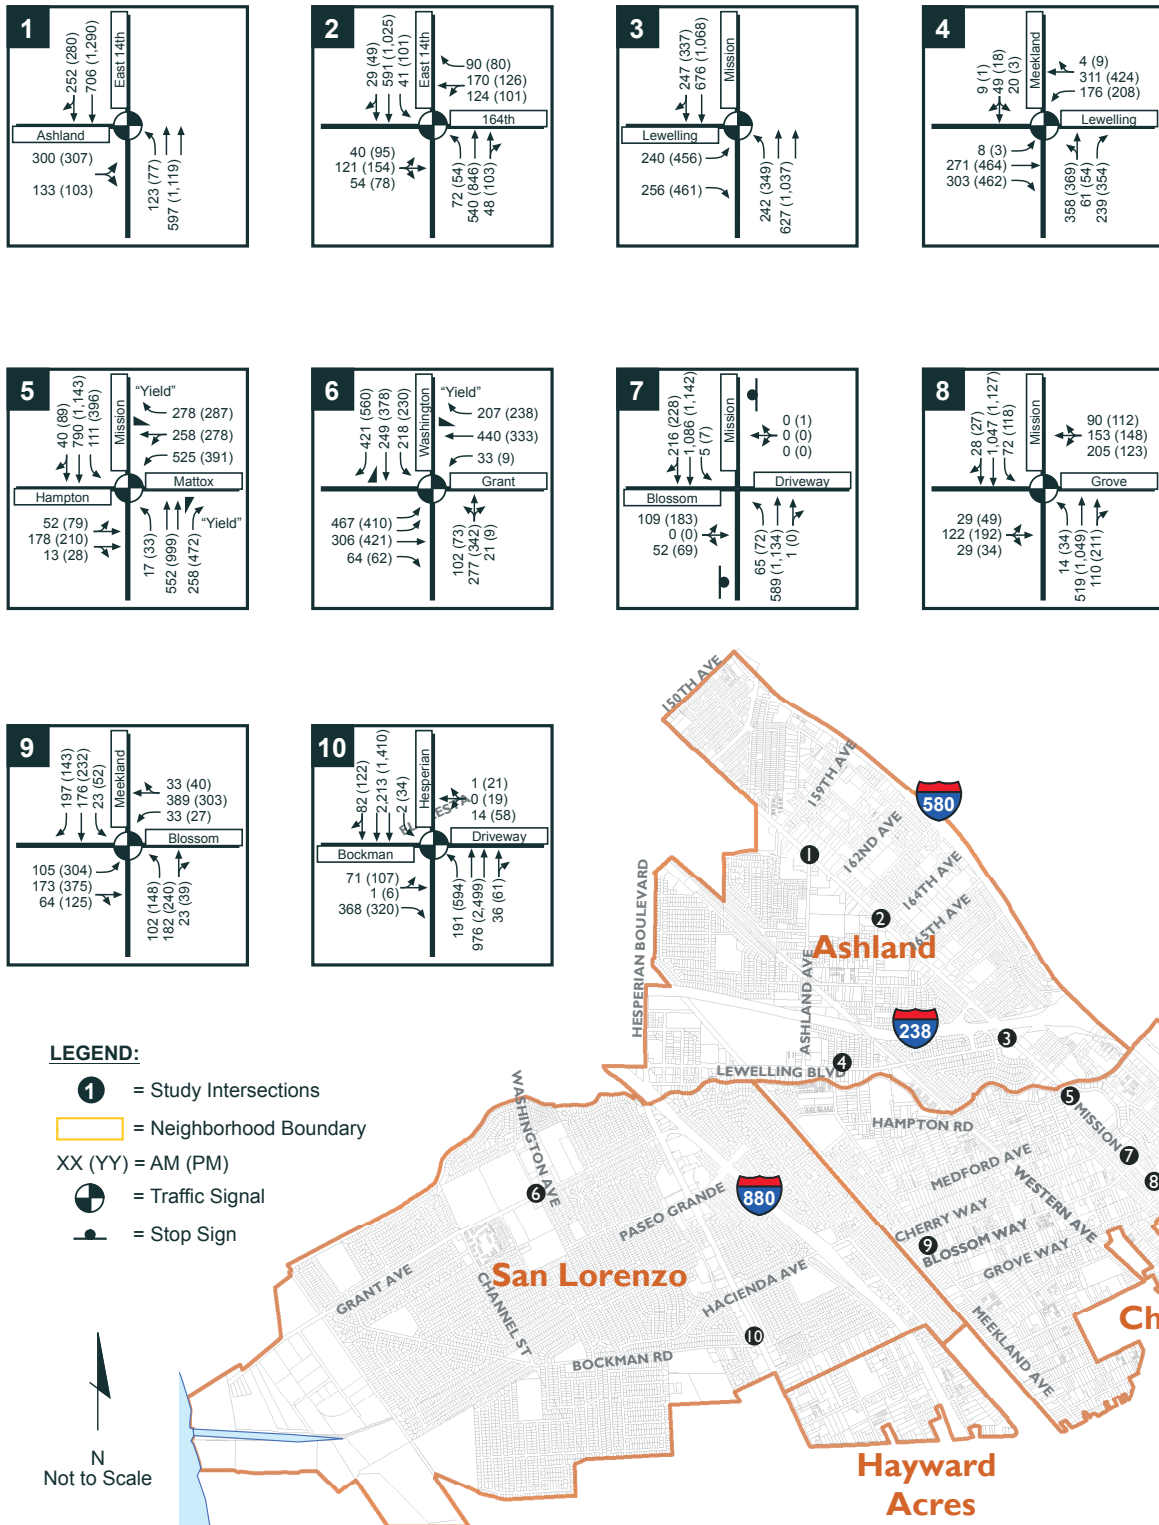 1
252 (280)
706 (1,290)
East 14th
Ashland
300 (307)
133 (103)
123 (77)
597 (1,119)
2
29 (49)
591 (1,025)
41 (101)
East 14th
90 (80)
170 (126)
124 (101)
164th
40 (95)
121 (154)
54 (78)
72 (54)
540 (846)
48 (103)
3
247 (337)
676 (1,068)
Mission
Lewelling
240 (456)
256 (461)
242 (349)
627 (1,037)
4
9 (1)
49 (18)
20 (3)
Meekland
4 (9)
311 (424)
176 (208)
Lewelling
8 (3)
271 (464)
303 (462)
358 (369)
61 (54)
239 (354)
5
40 (89)
790 (1,143)
111 (396)
Mission
"Yield"
278 (287)
258 (278)
525 (391)
Mattox
Hampton
"Yield"
52 (79)
178 (210)
13 (28)
17 (33)
552 (999)
258 (472)
6
421 (560)
249 (378)
218 (230)
Washington
"Yield"
207 (238)
440 (333)
33 (9)
Grant
467 (410)
306 (421)
64 (62)
102 (73)
277 (342)
21 (9)
7
216 (228)
1,086 (1,142)
5 (7)
Mission
0 (1)
0 (0)
0 (0)
Driveway
Blossom
109 (183)
0 (0)
52 (69)
65 (72)
589 (1,134)
1 (0)
8
28 (27)
1,047 (1,127)
72 (118)
Mission
90 (112)
153 (148)
205 (123)
Grove
29 (49)
122 (192)
29 (34)
14 (34)
519 (1,049)
110 (211)
9
197 (143)
176 (232)
23 (52)
Meekland
33 (40)
389 (303)
33 (27)
Blossom
105 (304)
173 (375)
64 (125)
102 (148)
182 (240)
23 (39)
10
82 (122)
2,213 (1,410)
2 (34)
Hesperian
1 (21)
0 (19)
14 (58)
Driveway
Bockman
71 (107)
1 (6)
368 (320)
191 (594)
976 (2,499)
36 (61)
150TH AVE
159TH AVE
580
162ND AVE
164TH AVE
165TH AVE
1
2
Ashland
HESPERIAN BOULEVARD
ASHLAND AVE
238
3
4
LEWELLING BLVD
5
HAMPTON RD
MISSION
7
8
MEDFORD AVE
WESTERN AVE
CHERRY WAY
9
BLOSSOM WAY
GROVE WAY
MEEKLAND AVE
Ch
WASHINGTON AVE
6
880
PASEO GRANDE
San Lorenzo
GRANT AVE
CHANNEL ST
HACIENDA AVE
10
BOCKMAN RD
Hayward
Acres
LEGEND:
1 = Study Intersections
= Neighborhood Boundary
XX (YY) = AM (PM)
= Traffic Signal
= Stop Sign
N
Not to Scale